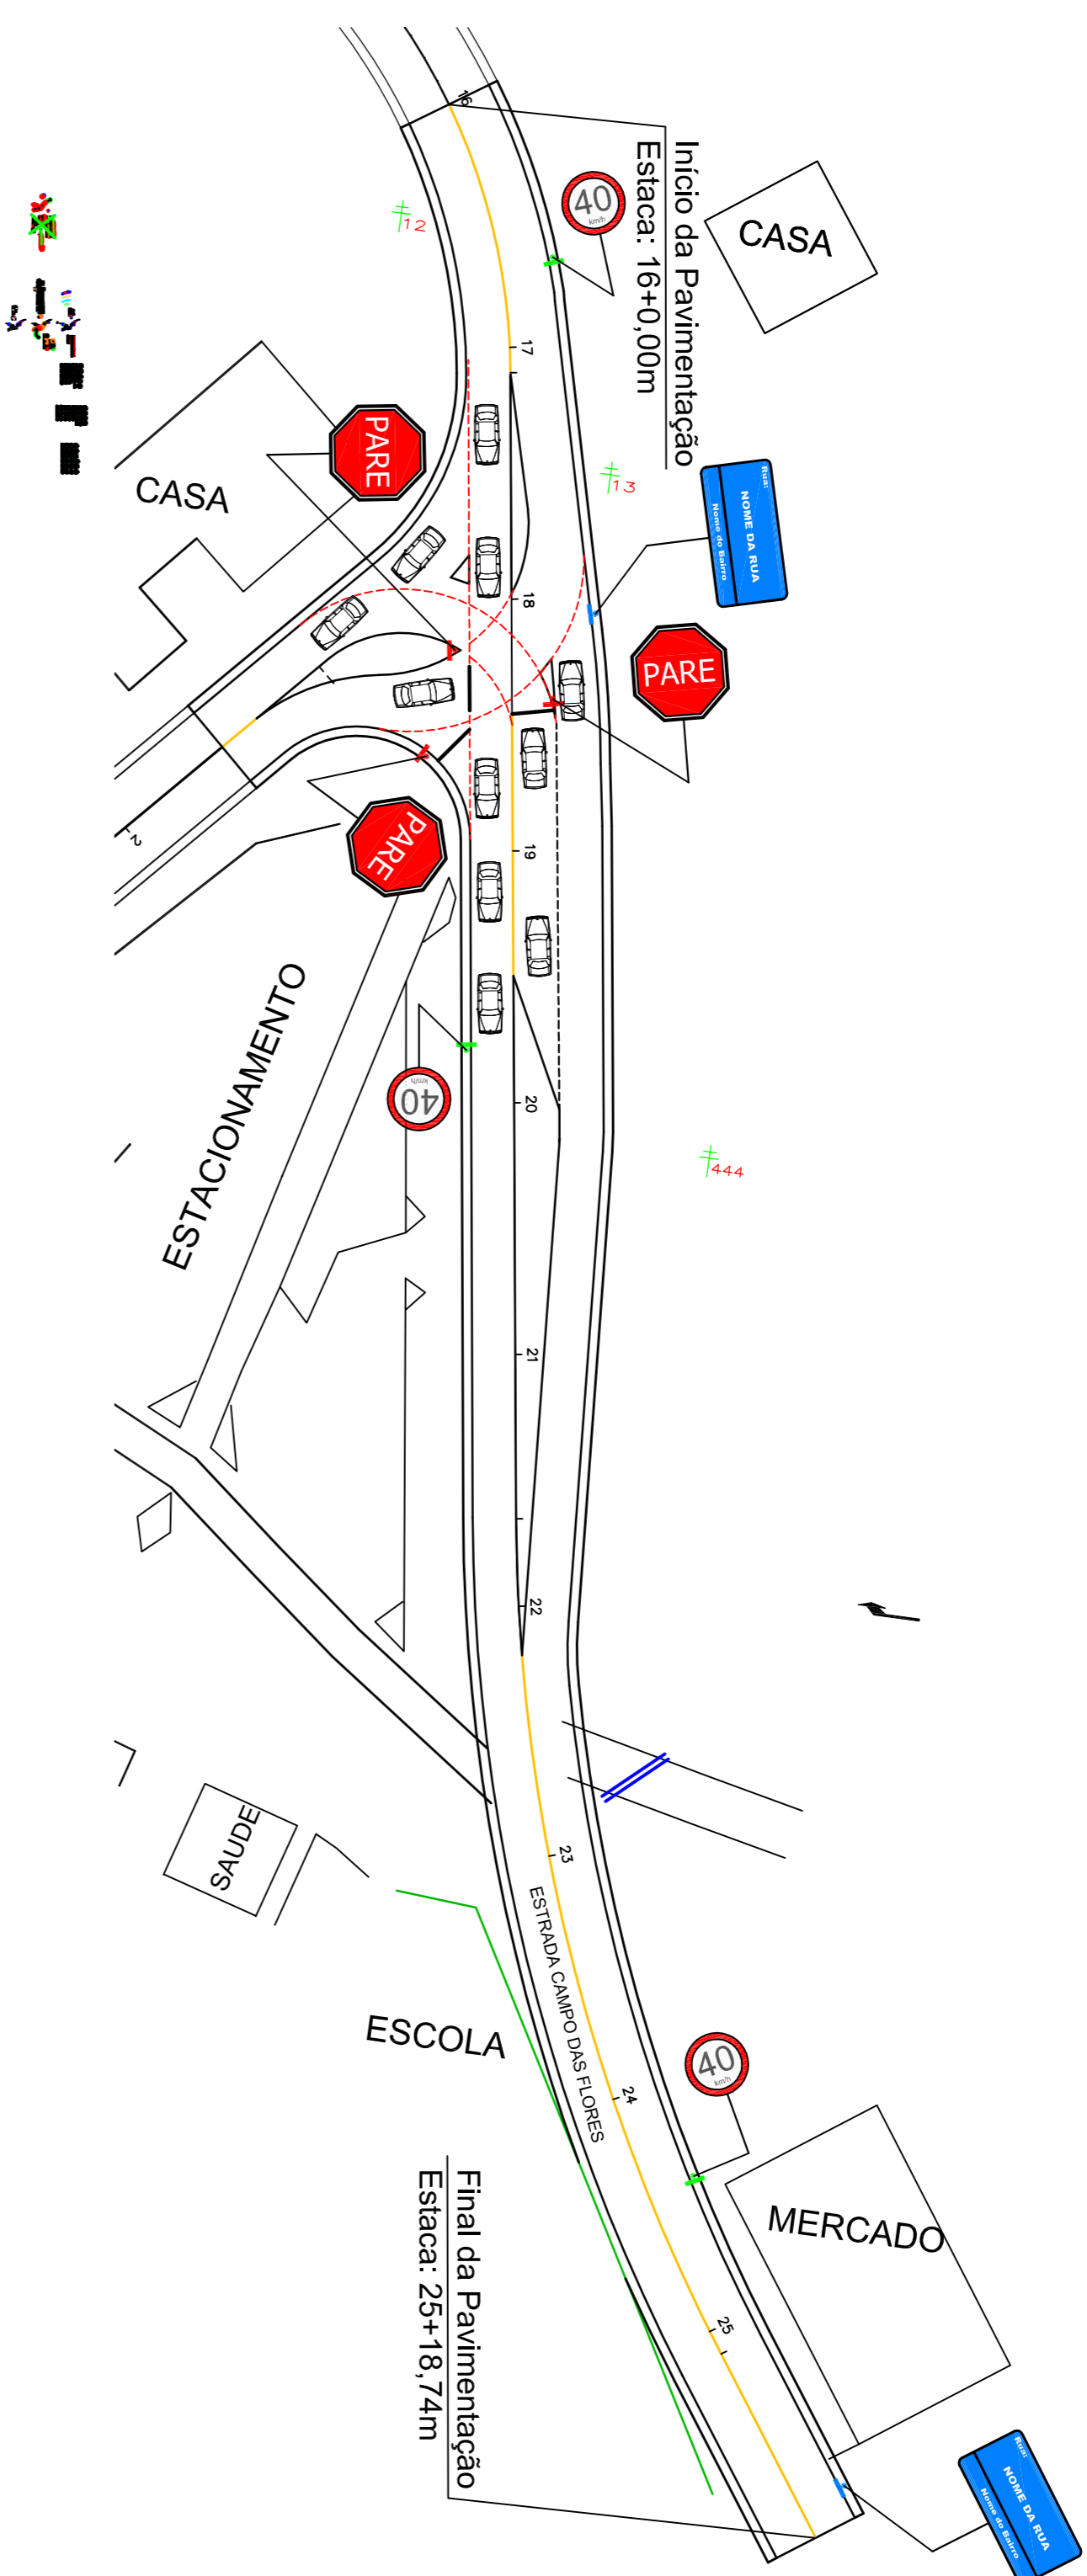 16
Início da Pavimentação
Estaca: 16+0,00m
CASA
40
km/h
12
17
PARE
CASA
13
Rua:
NOME DA RUA
Nome do Bairro
18
PARE
2
PARE
19
ESTACIONAMENTO
40
km/h
20
444
21
22
SAUDE
23
ESTRADA CAMPO DAS FLORES
ESCOLA
24
40
km/h
MERCADO
Final da Pavimentação
Estaca: 25+18,74m
25
Rua:
NOME DA RUA
Nome do Bairro